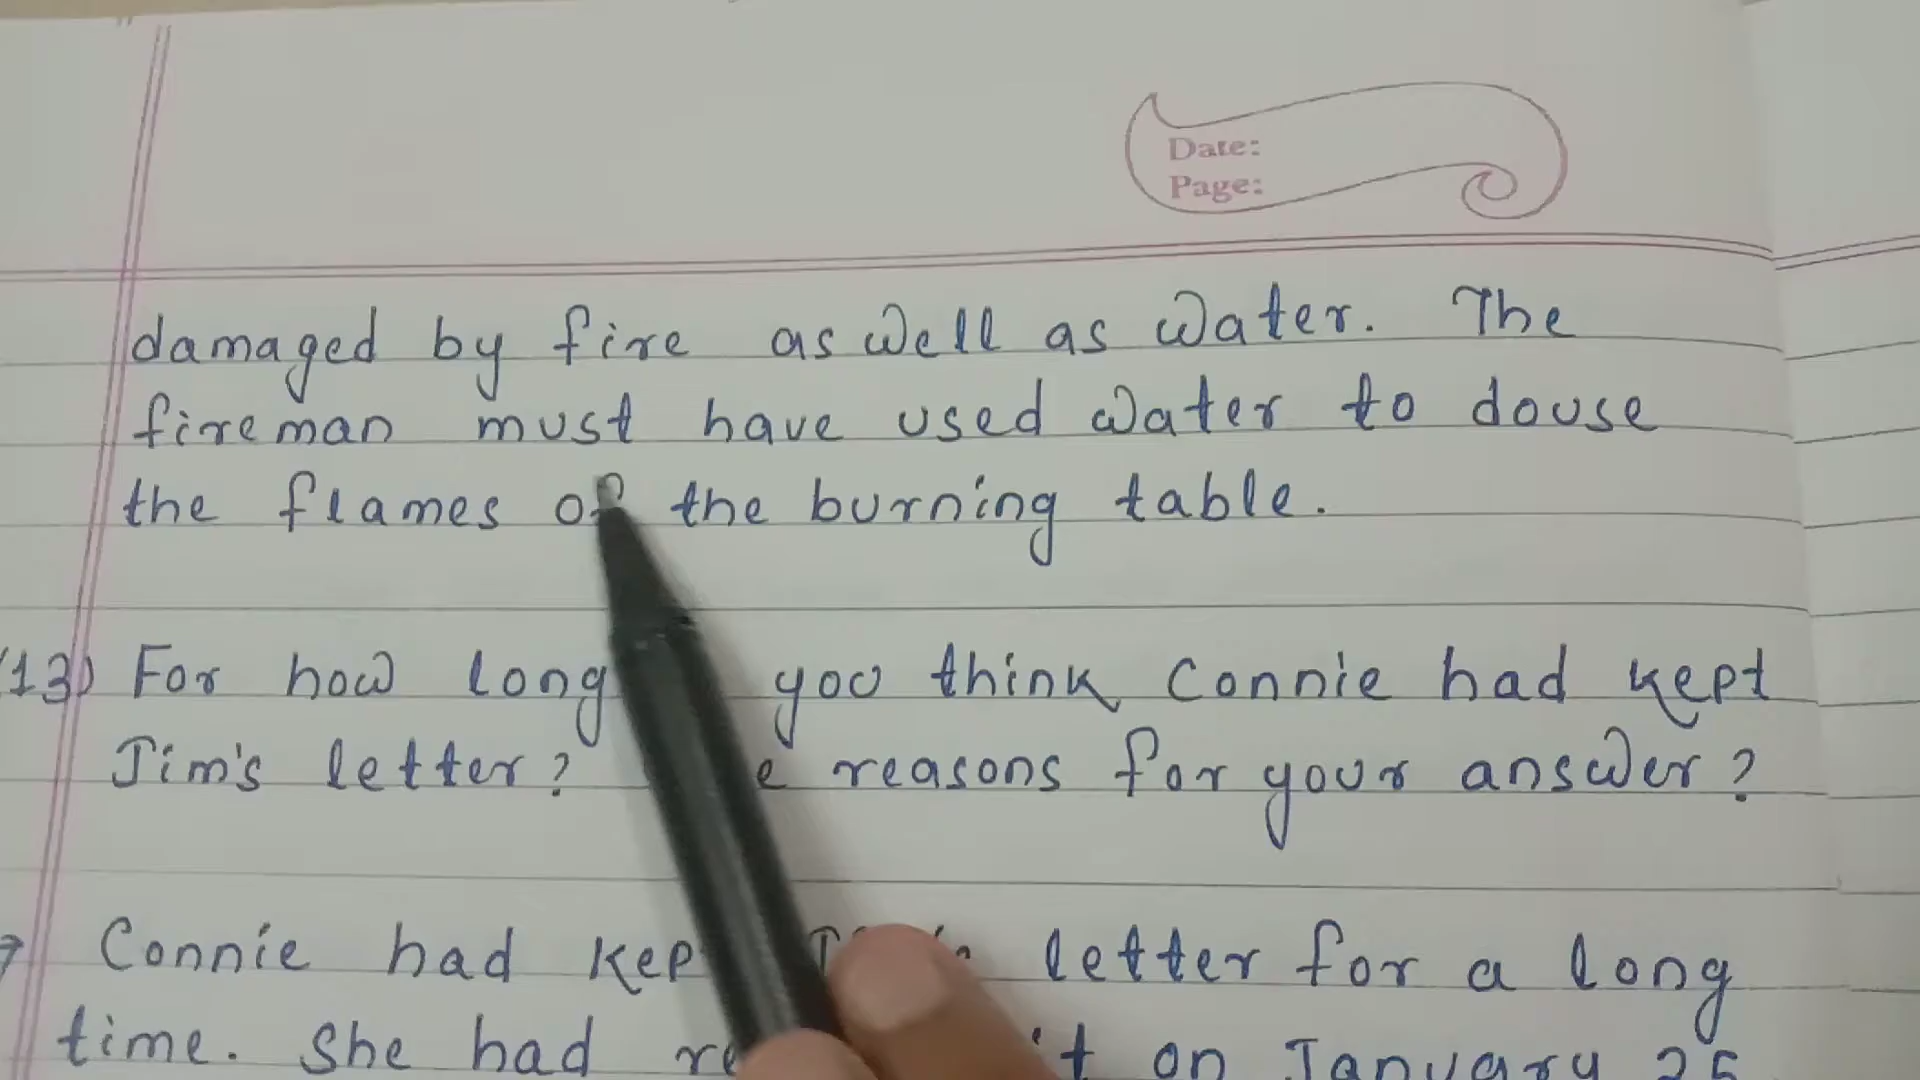 Date:
Page:
damaged by fire as well as water. The
fireman must have used water to douse
the flames of the burning table.
(13) For how long you think Connie had kept
Jim's letter? reasons for your answer?
Connie had letter for a long
time. She had on January 25